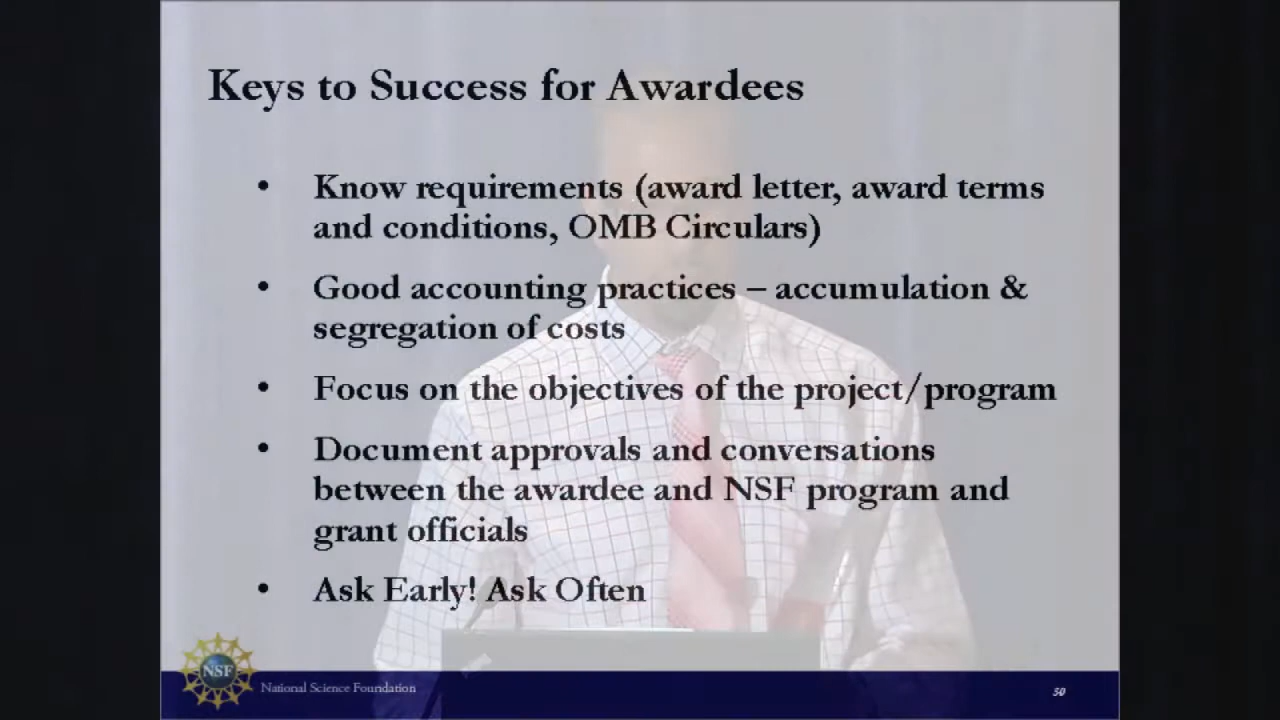 Keys to Success for Awardees
• Know requirements (award letter, award terms
and conditions, OMB Circulars)
• Good accounting practices – accumulation &
segregation of costs
• Focus on the objectives of the project/program
• Document approvals and conversations
between the awardee and NSF program and
grant officials
• Ask Early! Ask Often
NSF
National Science Foundation
50